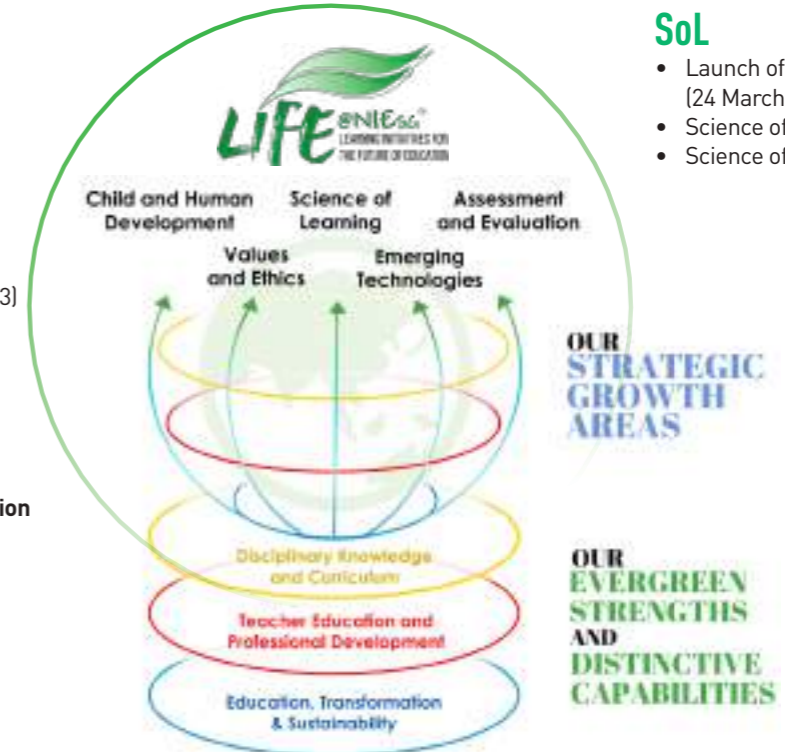 SoL
• Launch of
(24 March
• Science of
• Science of
LIFE @NIESG™
LEARNING INITIATIVES FOR
THE FUTURE OF EDUCATION
Child and Human
Development
Science of
Learning
Assessment
and Evaluation
Values
and Ethics
Emerging
Technologies
3)
OUR
STRATEGIC
GROWTH
AREAS
tion
Disciplinary Knowledge
and Curriculum
Teacher Education and
Professional Development
Education, Transformation
& Sustainability
OUR
EVERGREEN
STRENGTHS
AND
DISTINCTIVE
CAPABILITIES